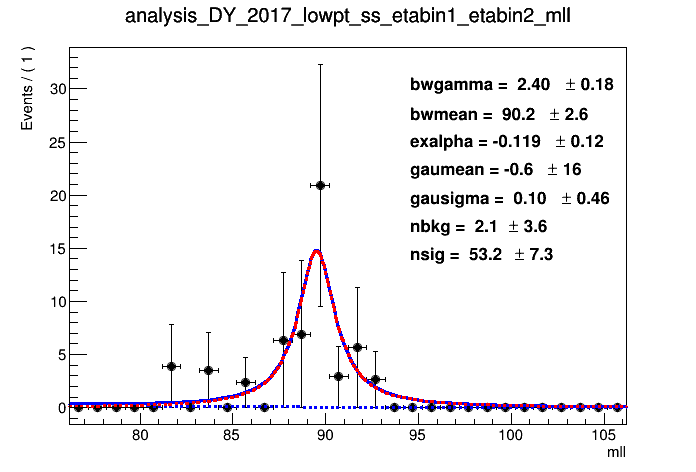 analysis_DY_2017_lowpt_ss_etabin1_etabin2_mll
Events / ( 1 )
bwgamma = 2.40 ± 0.18
bwmean = 90.2 ± 2.6
exalpha = -0.119 ± 0.12
gaumean = -0.6 ± 16
gausigma = 0.10 ± 0.46
nbkg = 2.1 ± 3.6
nsig = 53.2 ± 7.3
30
25
20
15
10
5
0
80 85 90 95 100 105
mll